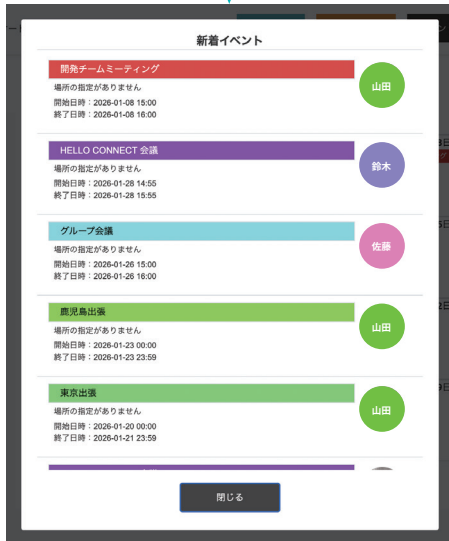 新着イベント
開発チームミーティング
場所の指定がありません
開始日時：2026-01-08 15:00
終了日時：2026-01-08 16:00
山田
HELLO CONNECT 会議
場所の指定がありません
開始日時：2026-01-28 14:55
終了日時：2026-01-28 15:55
鈴木
グループ会議
場所の指定がありません
開始日時：2026-01-26 15:00
終了日時：2026-01-26 16:00
佐藤
鹿児島出張
場所の指定がありません
開始日時：2026-01-23 00:00
終了日時：2026-01-23 23:59
山田
東京出張
場所の指定がありません
開始日時：2026-01-20 00:00
終了日時：2026-01-21 23:59
山田
閉じる